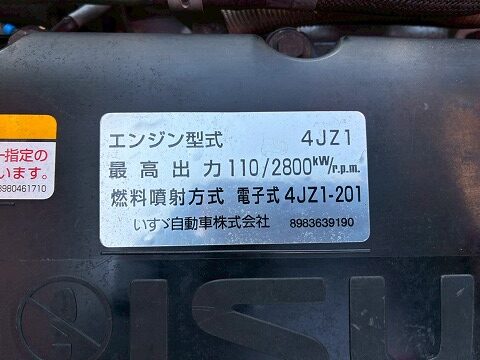 エンジン型式 4JZ1
最高出力 110/2800kW/r.p.m.
燃料噴射方式 電子式 4JZ1-201
いすゞ自動車株式会社 8983639190
指定の
います。
8980461710
ISU